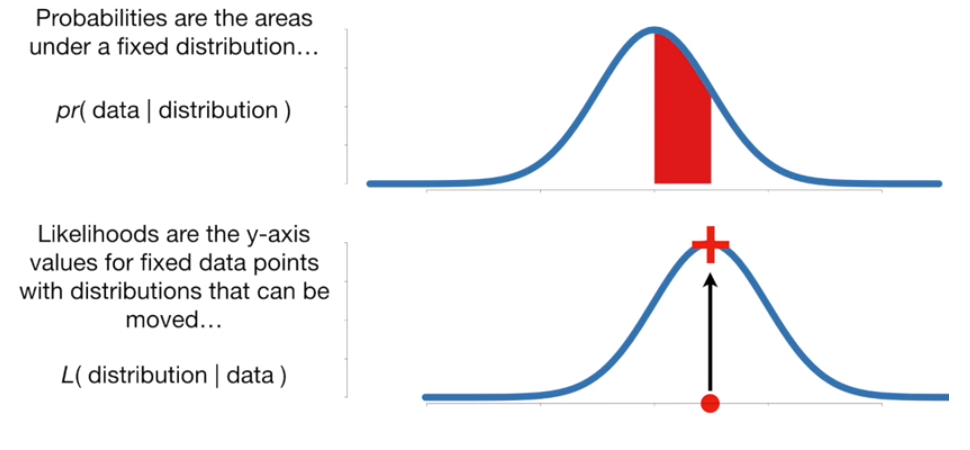 Probabilities are the areas
under a fixed distribution…
pr( data | distribution )
Likelihoods are the y-axis
values for fixed data points
with distributions that can be
moved…
L( distribution | data )